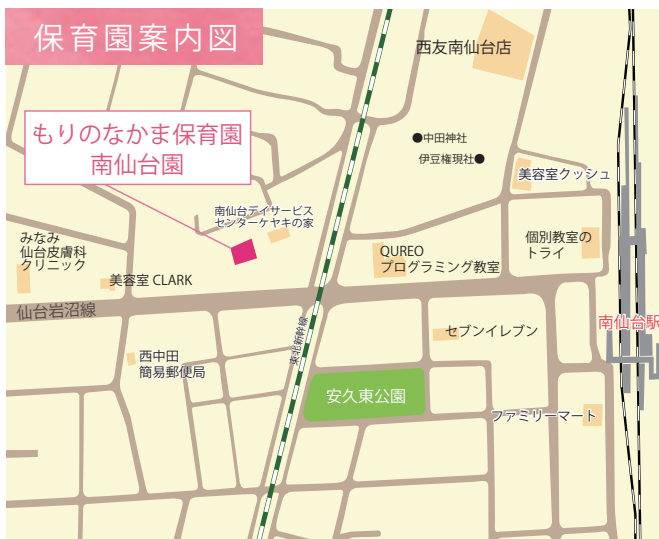 保育園案内図
西友南仙台店
もりのなかま保育園
南仙台園
●中田神社
伊豆権現社●
美容室クッシュ
南仙台デイサービス
センターケヤキの家
みなみ
仙台皮膚科
クリニック
美容室 CLARK
QUREO
プログラミング教室
個別教室の
トライ
仙台岩沼線
東北新幹線
セブンイレブン
南仙台駅
西中田
簡易郵便局
安久東公園
ファミリーマート